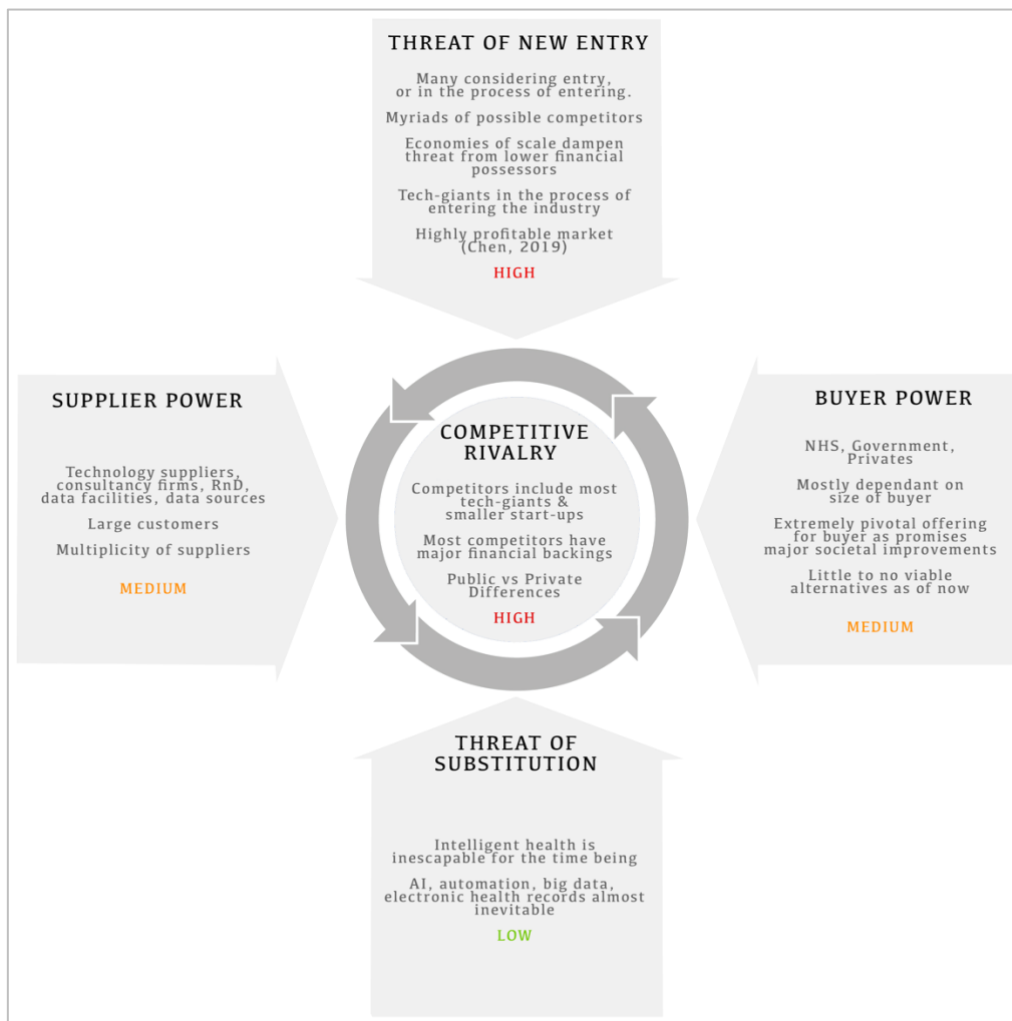 THREAT OF NEW ENTRY
Many considering entry,
or in the process of entering.
Myriads of possible competitors
Economies of scale dampen
threat from lower financial
possessors
Tech-giants in the process of
entering the industry
Highly profitable market
(Chen, 2019)
HIGH
SUPPLIER POWER
Technology suppliers,
consultancy firms, RnD,
data facilities, data sources
Large customers
Multiplicity of suppliers
MEDIUM
COMPETITIVE
RIVALRY
Competitors include most
tech-giants &
smaller start-ups
Most competitors have
major financial backings
Public vs Private
Differences
HIGH
BUYER POWER
NHS, Government,
Privates
Mostly dependant on
size of buyer
Extremely pivotal offering
for buyer as promises
major societal improvements
Little to no viable
alternatives as of now
MEDIUM
THREAT OF
SUBSTITUTION
Intelligent health is
inescapable for the time being
AI, automation, big data,
electronic health records almost
inevitable
LOW